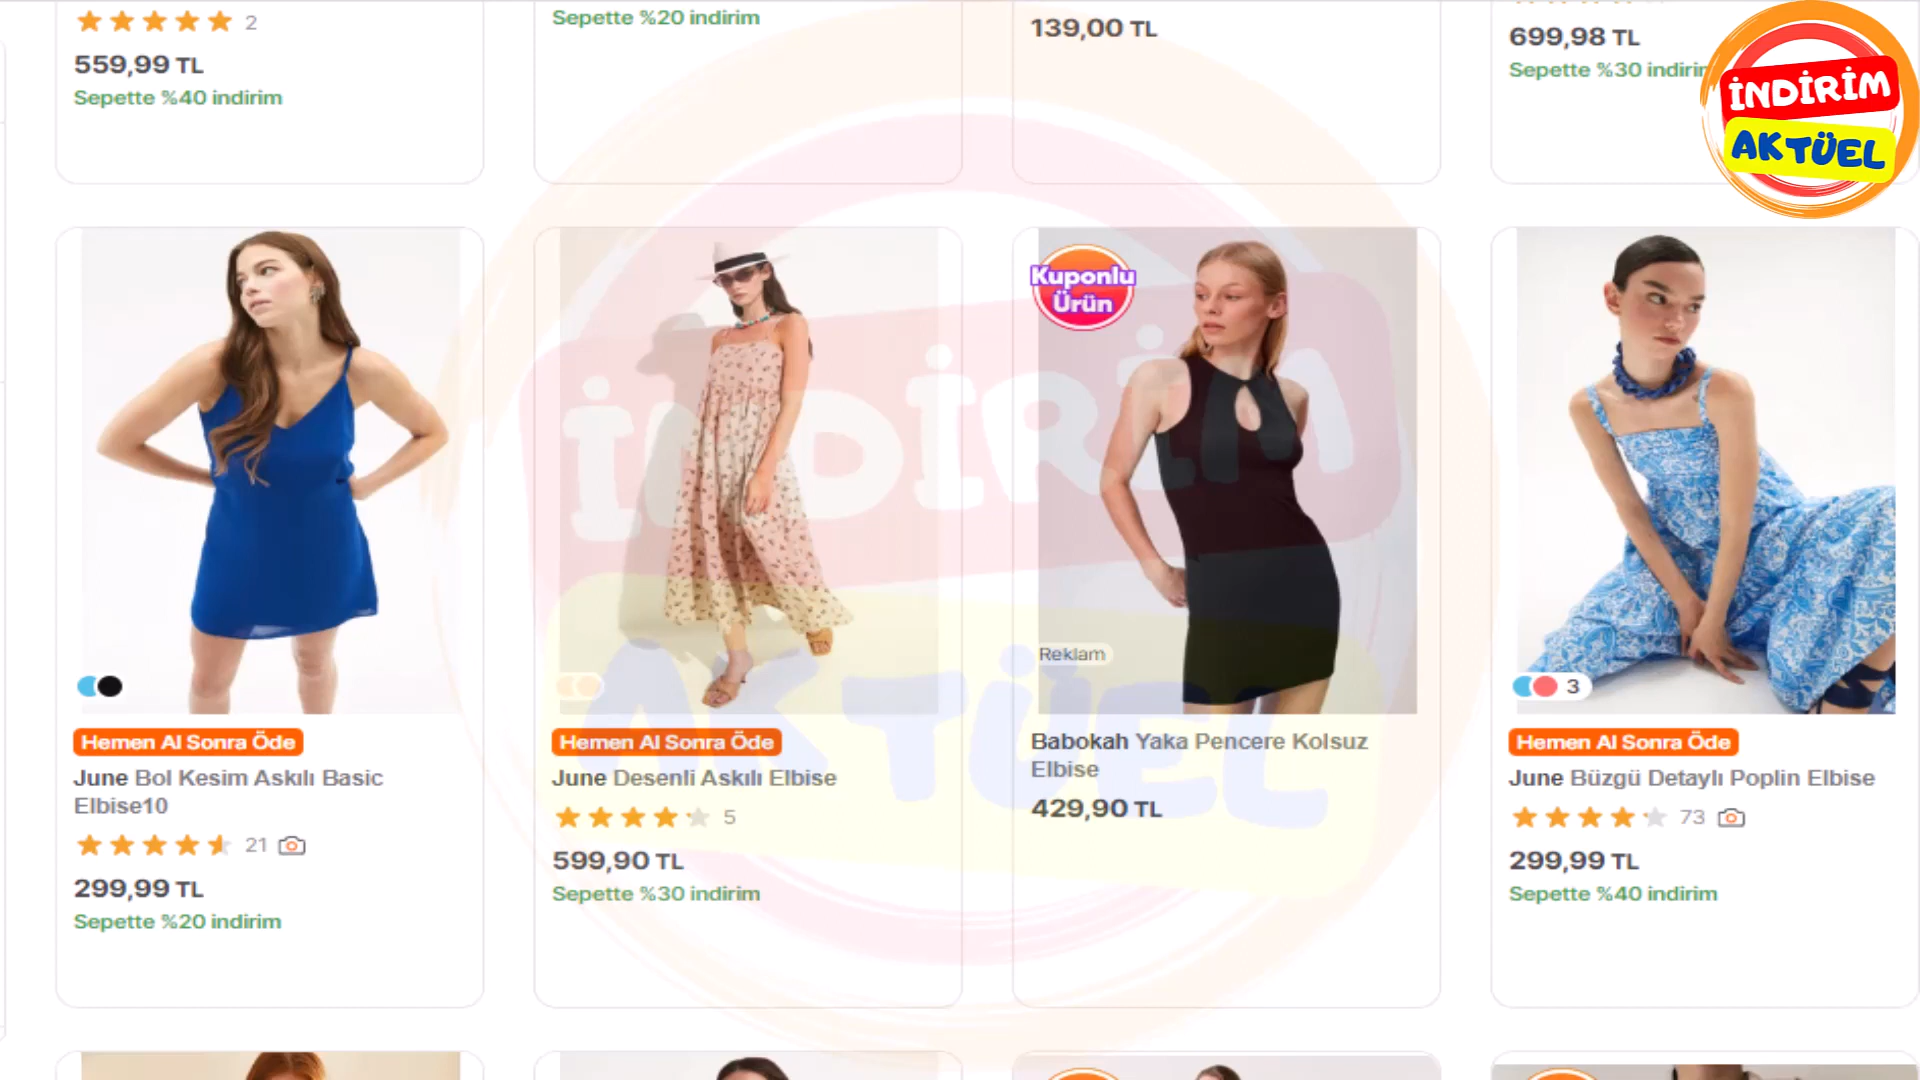 2
559,99 TL
Sepette %40 indirim
Sepette %20 indirim
139,00 TL
699,98 TL
Sepette %30 indirim
İNDİRİM
AKTÜEL
Hemen Al Sonra Öde
June Bol Kesim Askılı Basic
Elbise10
21
299,99 TL
Sepette %20 indirim
Hemen Al Sonra Öde
June Desenli Askılı Elbise
5
599,90 TL
Sepette %30 indirim
Kuponlu
Ürün
Reklam
Babokah Yaka Pencere Kolsuz
Elbise
429,90 TL
3
Hemen Al Sonra Öde
June Büzgü Detaylı Poplin Elbise
73
299,99 TL
Sepette %40 indirim
İNDİRİM
AKTÜEL